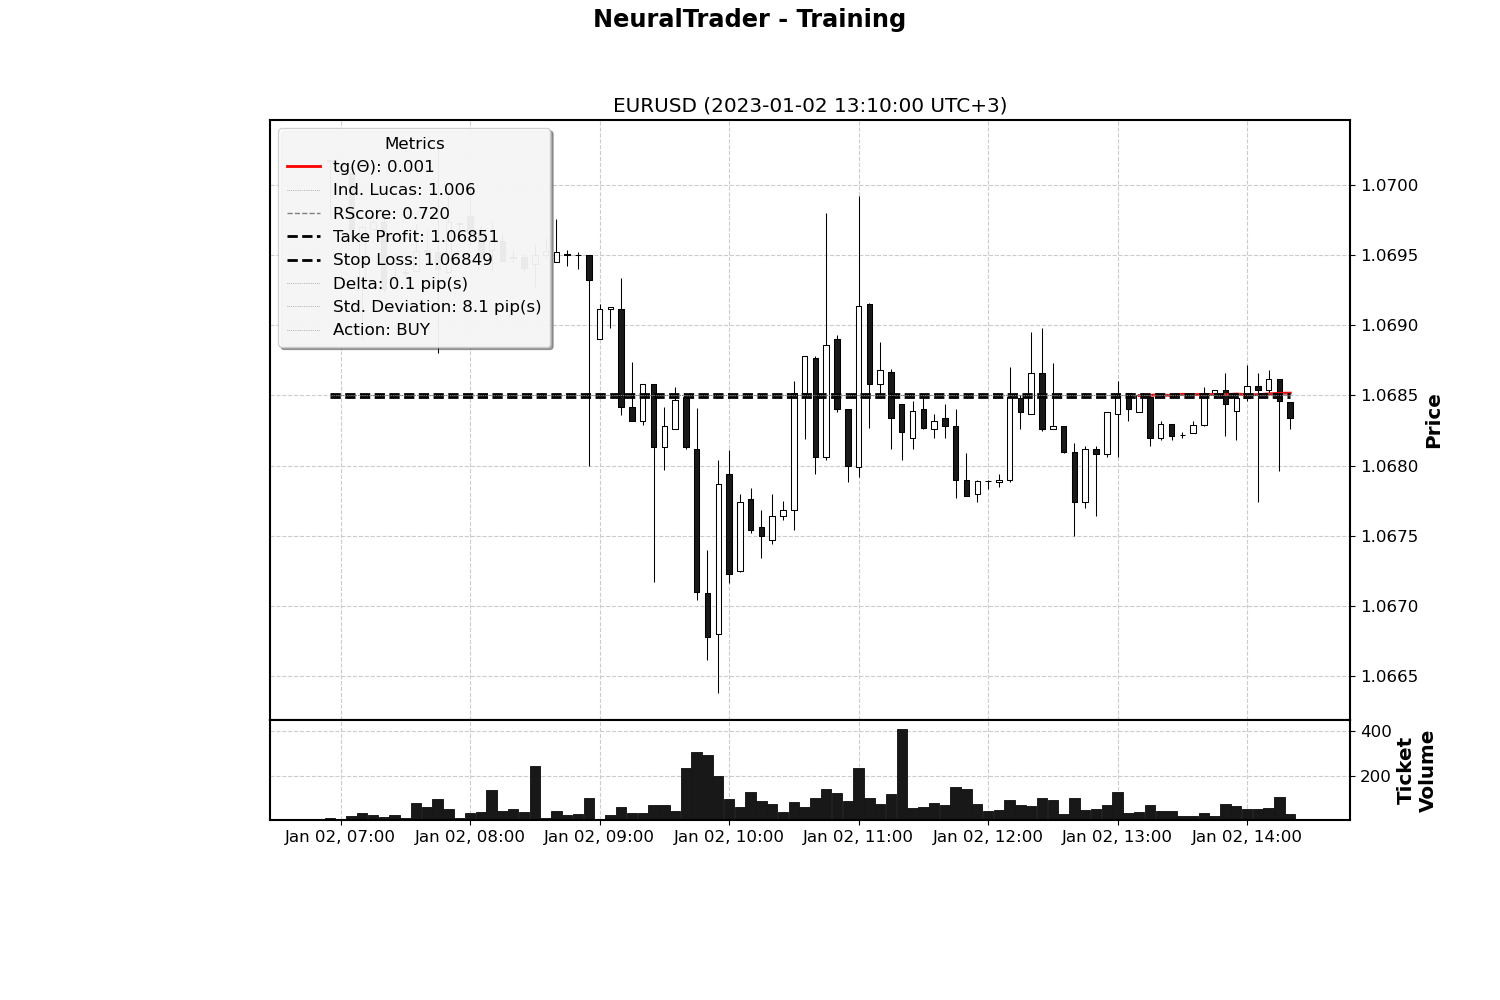 NeuralTrader - Training
EURUSD (2023-01-02 13:10:00 UTC+3)
Metrics
tg(Θ): 0.001
Ind. Lucas: 1.006
RScore: 0.720
Take Profit: 1.06851
Stop Loss: 1.06849
Delta: 0.1 pip(s)
Std. Deviation: 8.1 pip(s)
Action: BUY
1.0700
1.0695
1.0690
1.0685
1.0680
1.0675
1.0670
1.0665
Price
400
200
Ticket
Volume
Jan 02, 07:00 Jan 02, 08:00 Jan 02, 09:00 Jan 02, 10:00 Jan 02, 11:00 Jan 02, 12:00 Jan 02, 13:00 Jan 02, 14:00